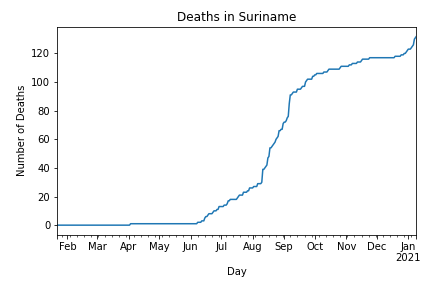 Deaths in Suriname
Number of Deaths
120
100
80
60
40
20
0
Feb Mar Apr May Jun Jul Aug Sep Oct Nov Dec Jan
2021
Day